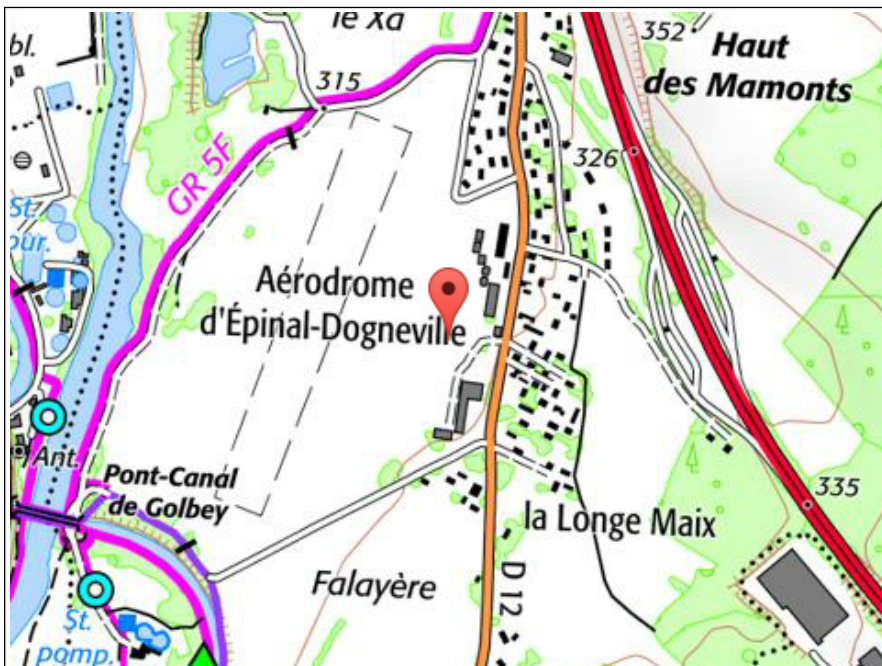 le Xa
352
Haut
des Mamonts
bl.
315
326
GR 5F
St.
pur.
Aérodrome
d'Épinal-Dogneville
Ant.
Pont-Canal
de Golbey
335
la Longe Maix
D 12
Falayère
St.
pomp.